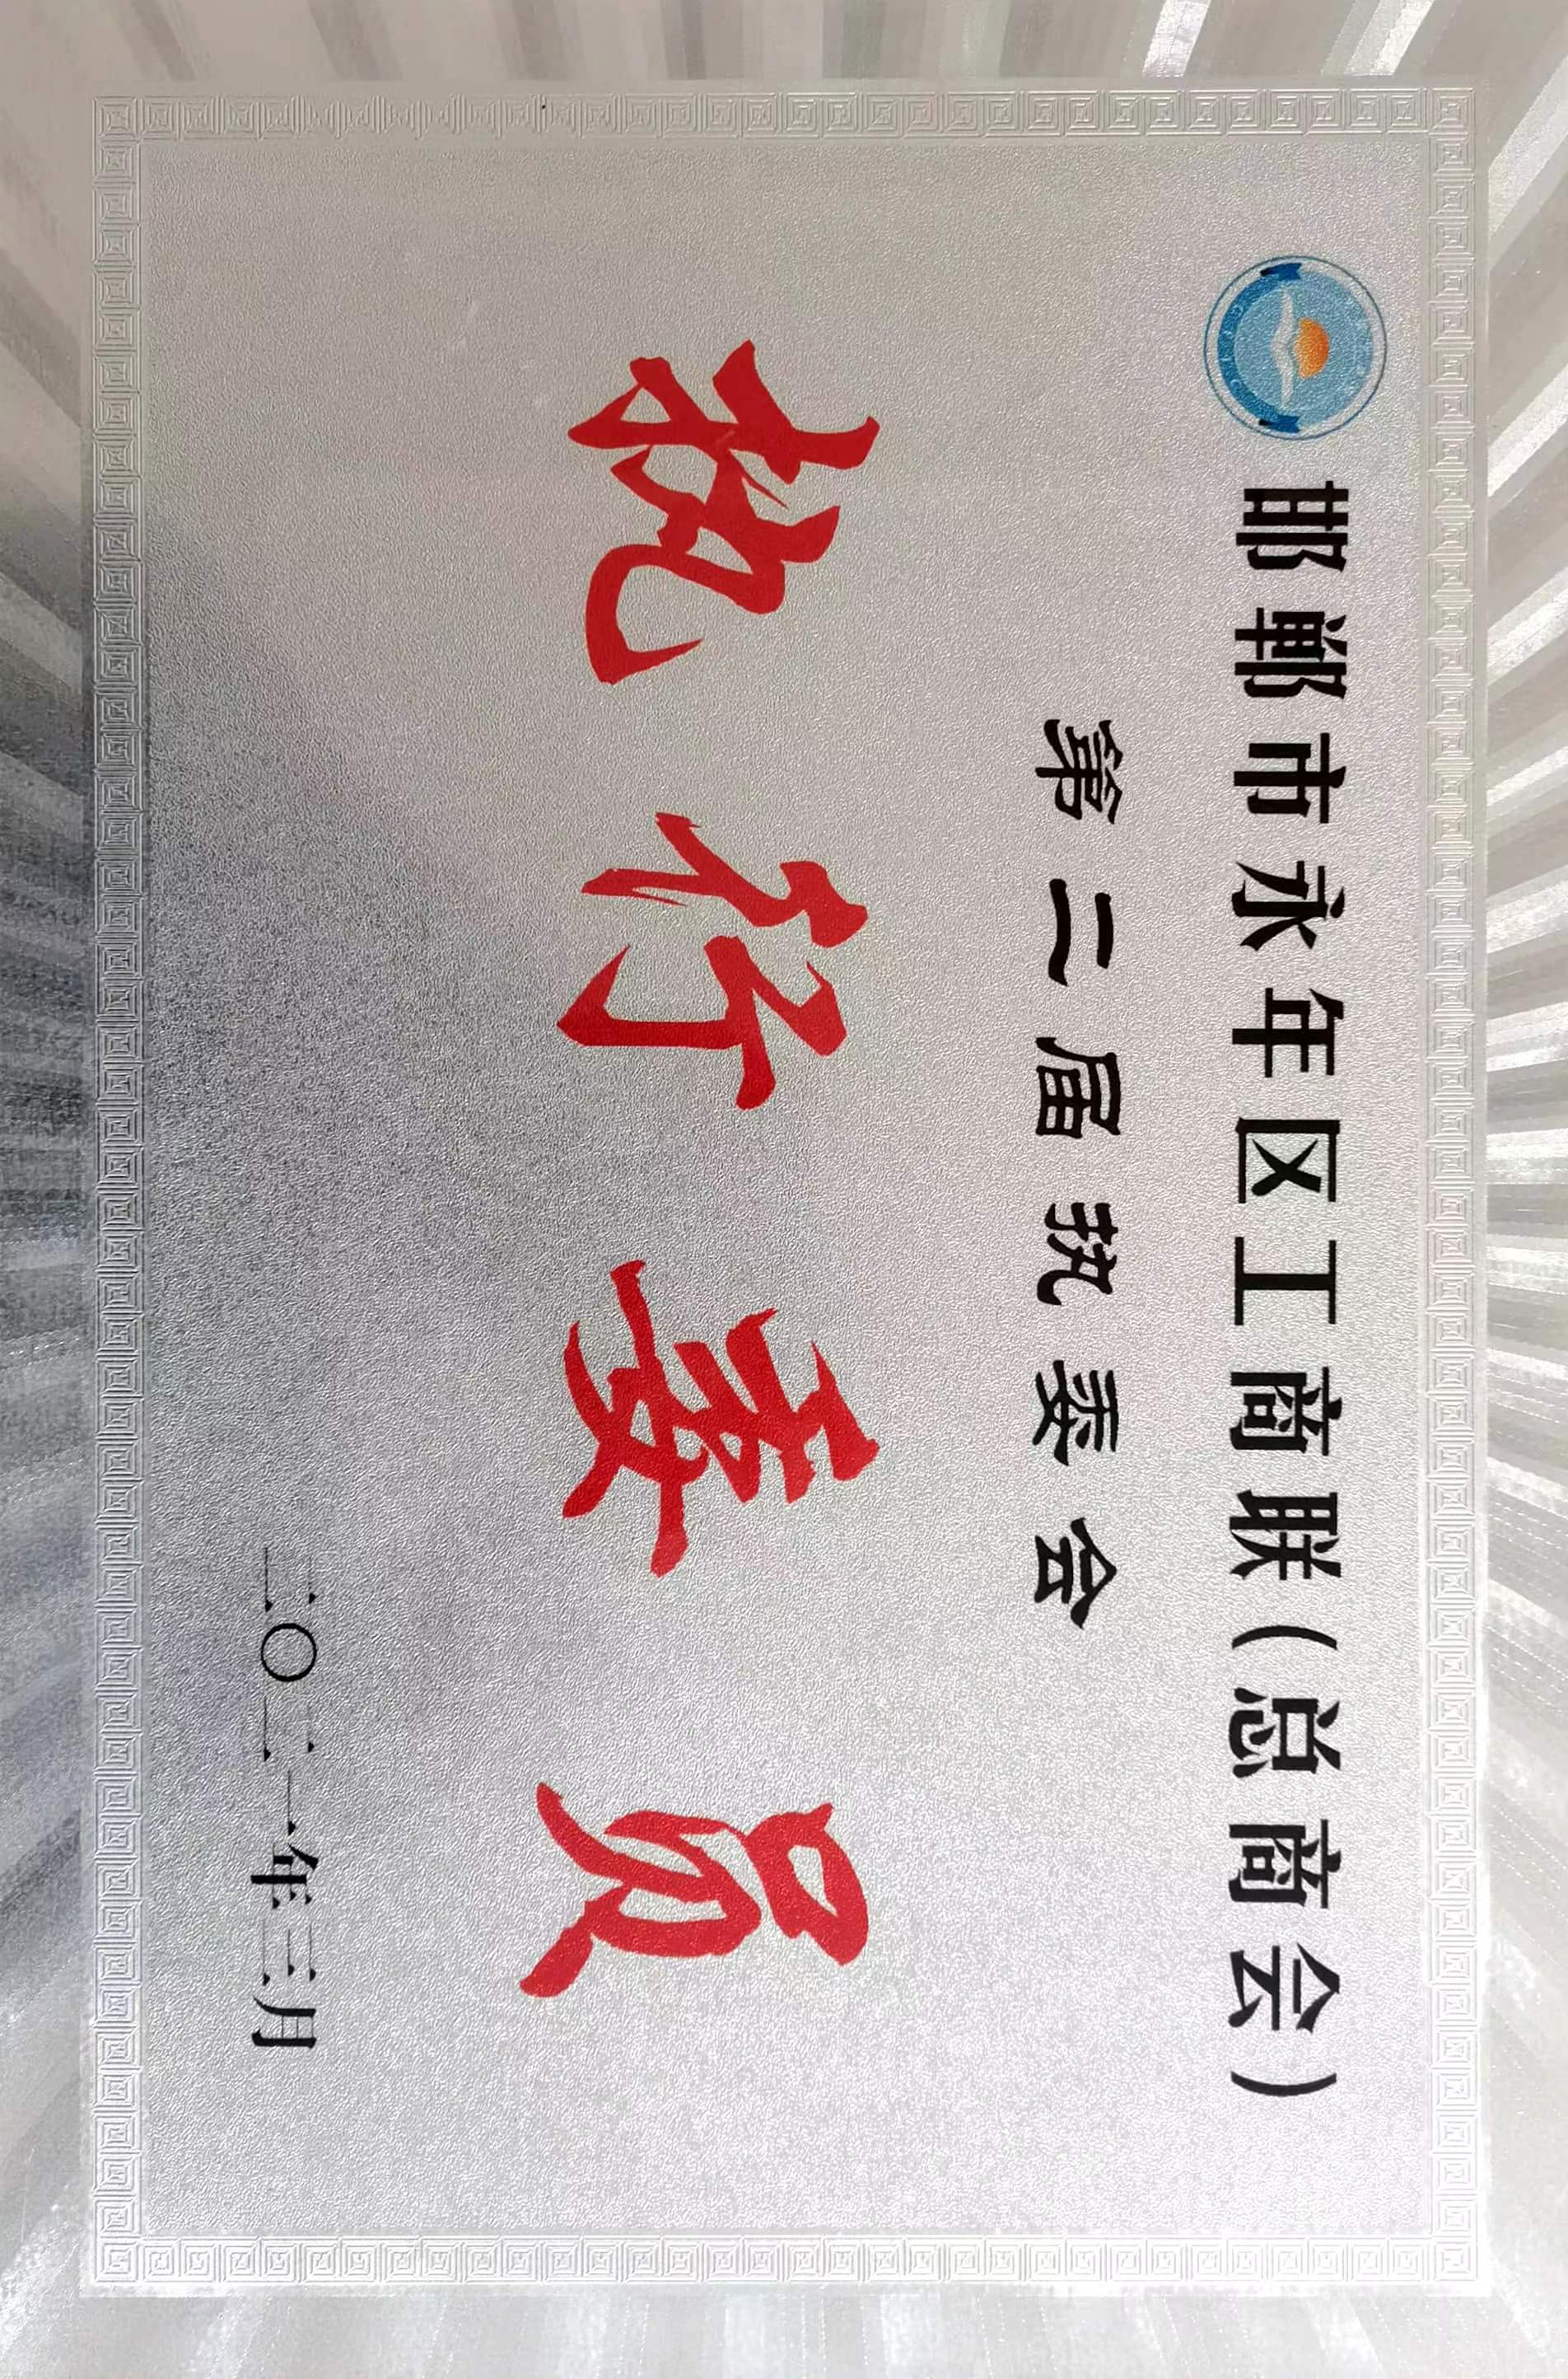 邯郸市永年区工商联(总商会)
第二届执委会
执行委员
二〇二一年三月